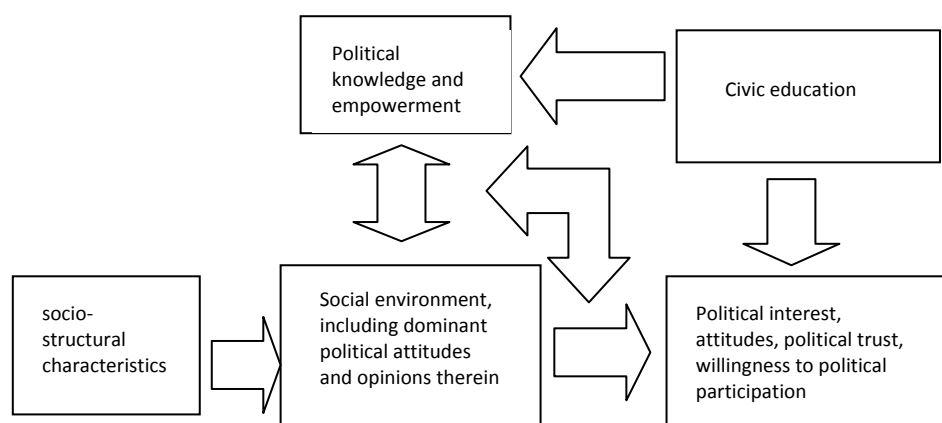 Political
knowledge and
empowerment
Civic education
socio-
structural
characteristics
Social environment,
including dominant
political attitudes
and opinions therein
Political interest,
attitudes, political trust,
willingness to political
participation